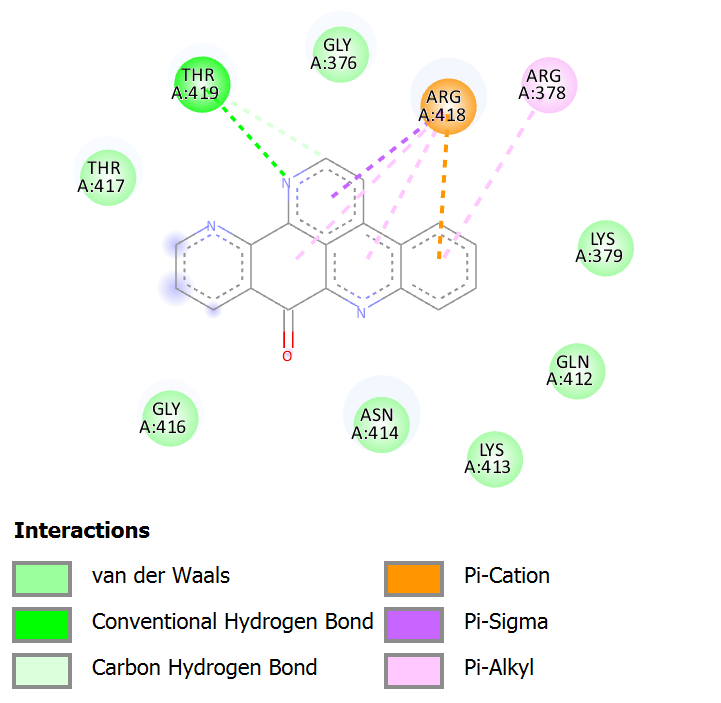 GLY
A:376
THR
A:419
ARG
A:418
ARG
A:378
THR
A:417
N
N
LYS
A:379
N
O
GLN
A:412
GLY
A:416
ASN
A:414
LYS
A:413
Interactions
van der Waals
Conventional Hydrogen Bond
Carbon Hydrogen Bond
Pi-Cation
Pi-Sigma
Pi-Alkyl